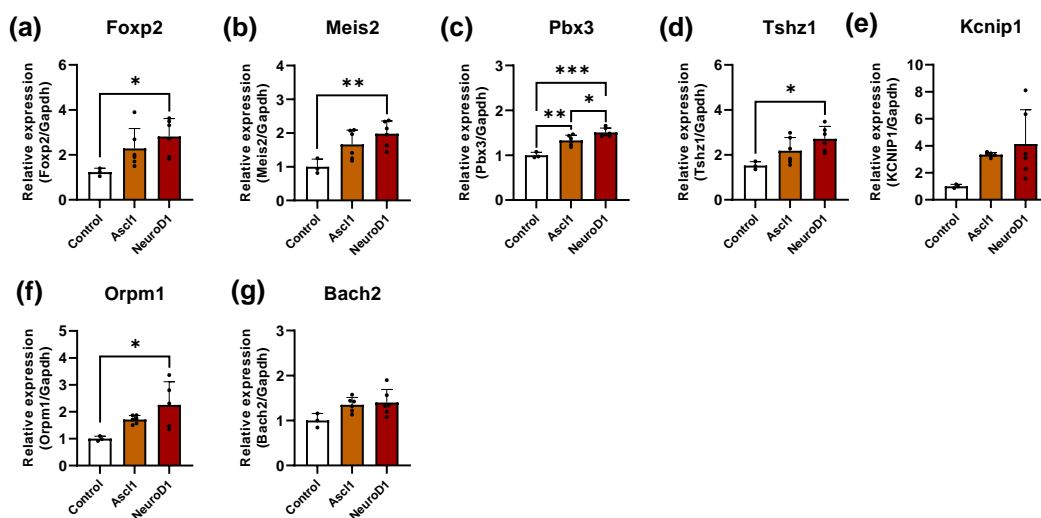 (a) Foxp2
Relative expression
(Foxp2/Gapdh)
6
4
2
0
*
Control
Ascl1
NeuroD1
(b) Meis2
Relative expression
(Meis2/Gapdh)
4
3
2
1
0
**
Control
Ascl1
NeuroD1
(c) Pbx3
Relative expression
(Pbx3/Gapdh)
3
2
1
0
***
*
**
Control
Ascl1
NeuroD1
(d) Tshz1
Relative expression
(Tshz1/Gapdh)
6
4
2
0
*
Control
Ascl1
NeuroD1
(e) Kcnip1
Relative expression
(KCNIP1/Gapdh)
10
8
6
4
2
0
Control
Ascl1
NeuroD1
(f) Orpm1
Relative expression
(Orpm1/Gapdh)
5
4
3
2
1
0
*
Control
Ascl1
NeuroD1
(g) Bach2
Relative expression
(Bach2/Gapdh)
3
2
1
0
Control
Ascl1
NeuroD1